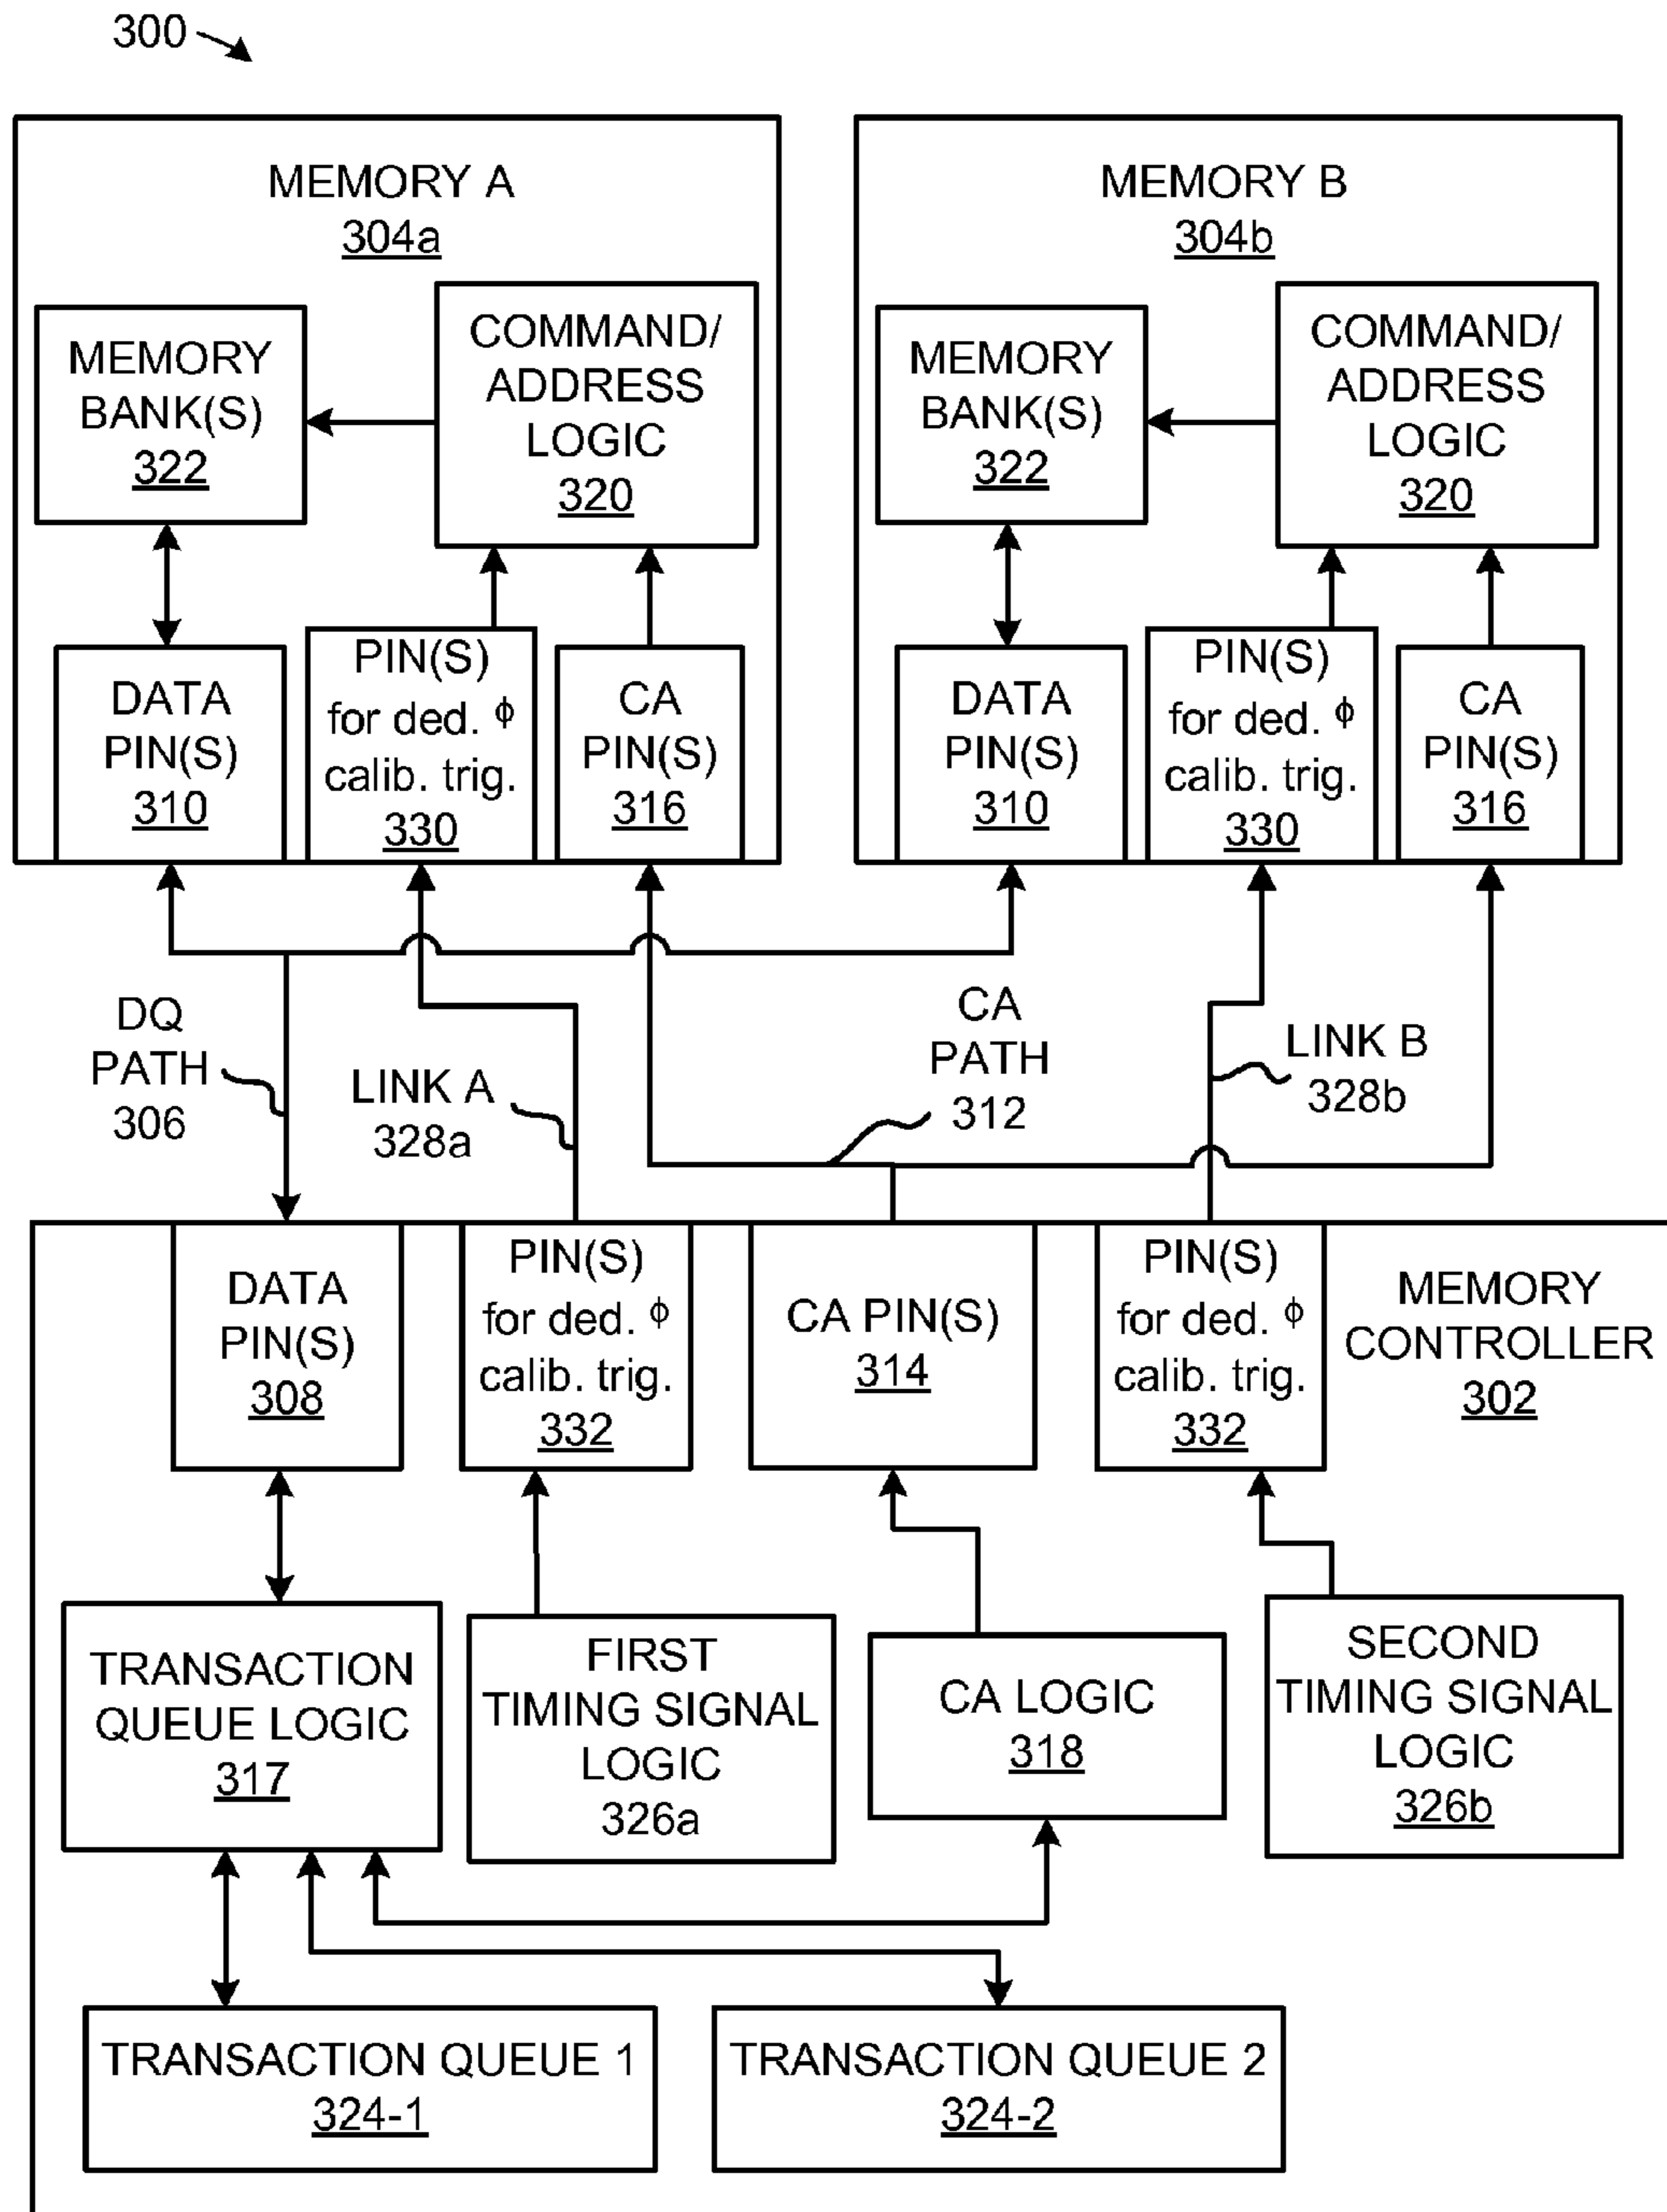 300
MEMORY A
304a
MEMORY
BANK(S)
322
COMMAND/
ADDRESS
LOGIC
320
DATA
PIN(S)
310
PIN(S)
for ded. ϕ
calib. trig.
330
CA
PIN(S)
316
MEMORY B
304b
MEMORY
BANK(S)
322
COMMAND/
ADDRESS
LOGIC
320
DATA
PIN(S)
310
PIN(S)
for ded. ϕ
calib. trig.
330
CA
PIN(S)
316
DQ
PATH
306
LINK A
328a
CA
PATH
312
LINK B
328b
DATA
PIN(S)
308
PIN(S)
for ded. ϕ
calib. trig.
332
CA PIN(S)
314
PIN(S)
for ded. ϕ
calib. trig.
332
MEMORY
CONTROLLER
302
TRANSACTION
QUEUE LOGIC
317
FIRST
TIMING SIGNAL
LOGIC
326a
CA LOGIC
318
SECOND
TIMING SIGNAL
LOGIC
326b
TRANSACTION QUEUE 1
324-1
TRANSACTION QUEUE 2
324-2